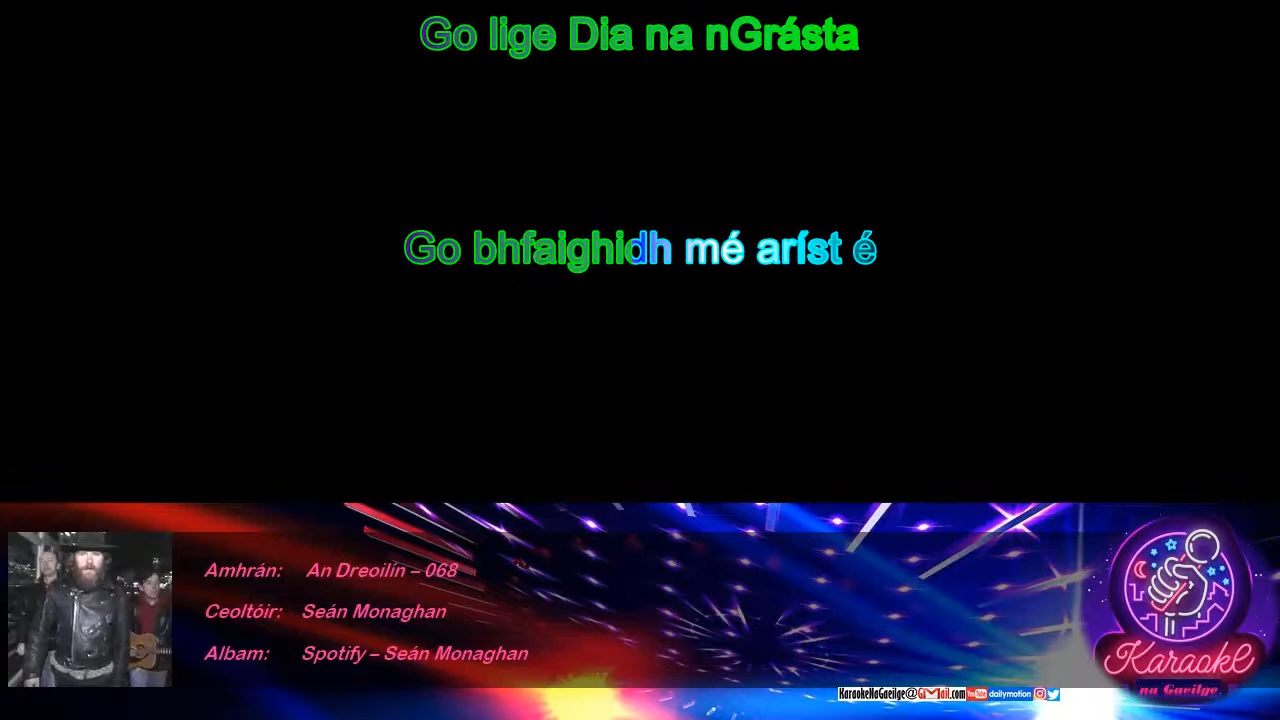 Go lige Dia na nGrásta
Go bhfaighidh mé aríst é
Amhrán: An Dreoilín – 068
Ceoltóir: Seán Monaghan
Albam: Spotify – Seán Monaghan
KaraokeNaGaeilge@GMail.com YouTube dailymotion
Karaoke
na Gaeilge